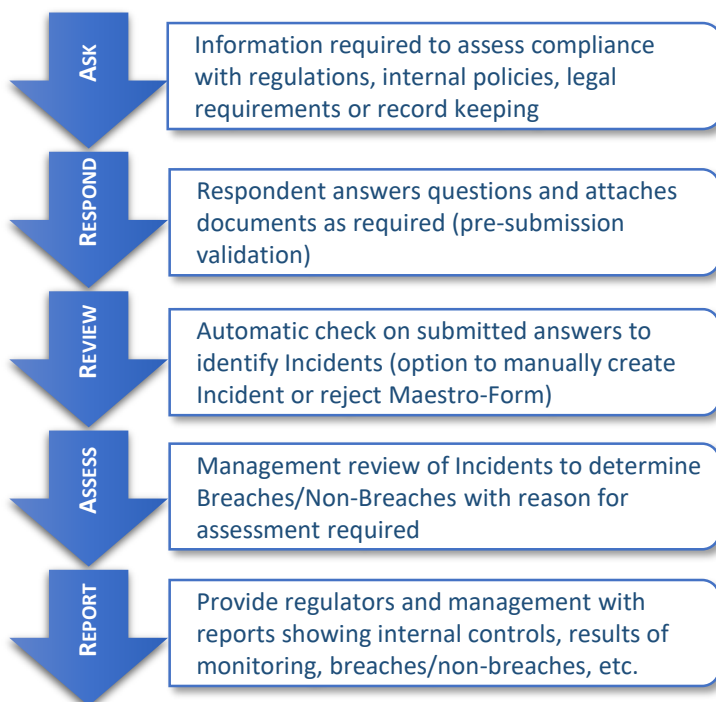 ASK
Information required to assess compliance
with regulations, internal policies, legal
requirements or record keeping
RESPOND
Respondent answers questions and attaches
documents as required (pre-submission
validation)
REVIEW
Automatic check on submitted answers to
identify Incidents (option to manually create
Incident or reject Maestro-Form)
ASSESS
Management review of Incidents to determine
Breaches/Non-Breaches with reason for
assessment required
REPORT
Provide regulators and management with
reports showing internal controls, results of
monitoring, breaches/non-breaches, etc.